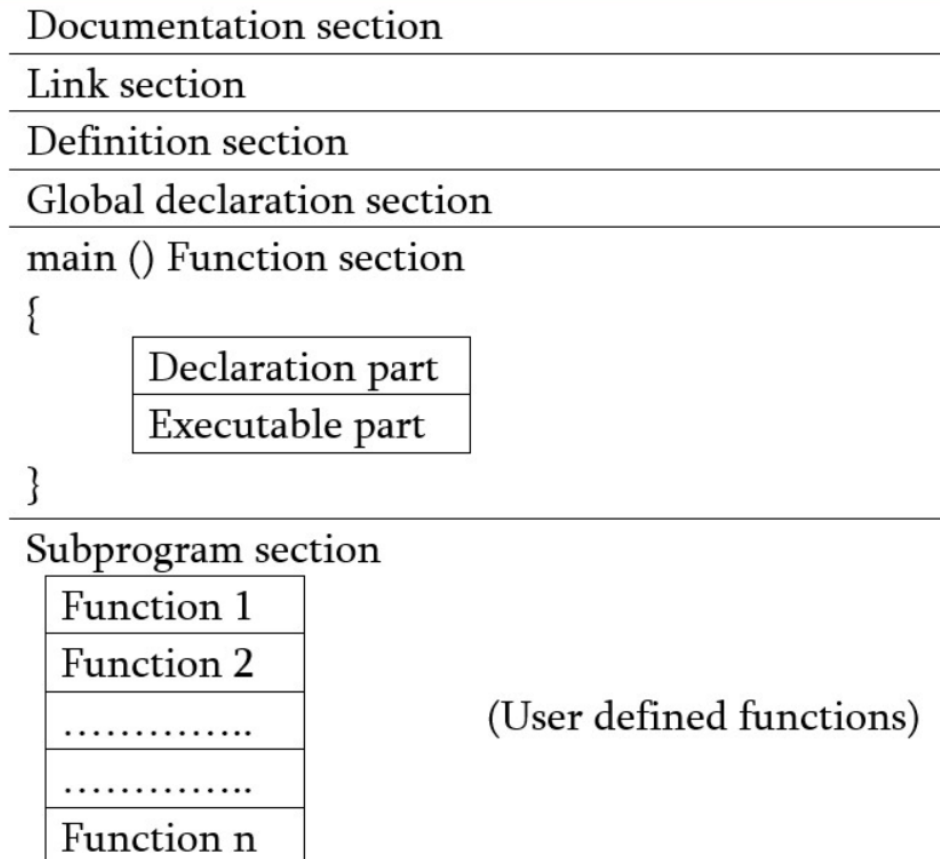 Documentation section
Link section
Definition section
Global declaration section
main () Function section
{
Declaration part
Executable part
}
Subprogram section
Function 1
Function 2
…………..
(User defined functions)
…………..
Function n